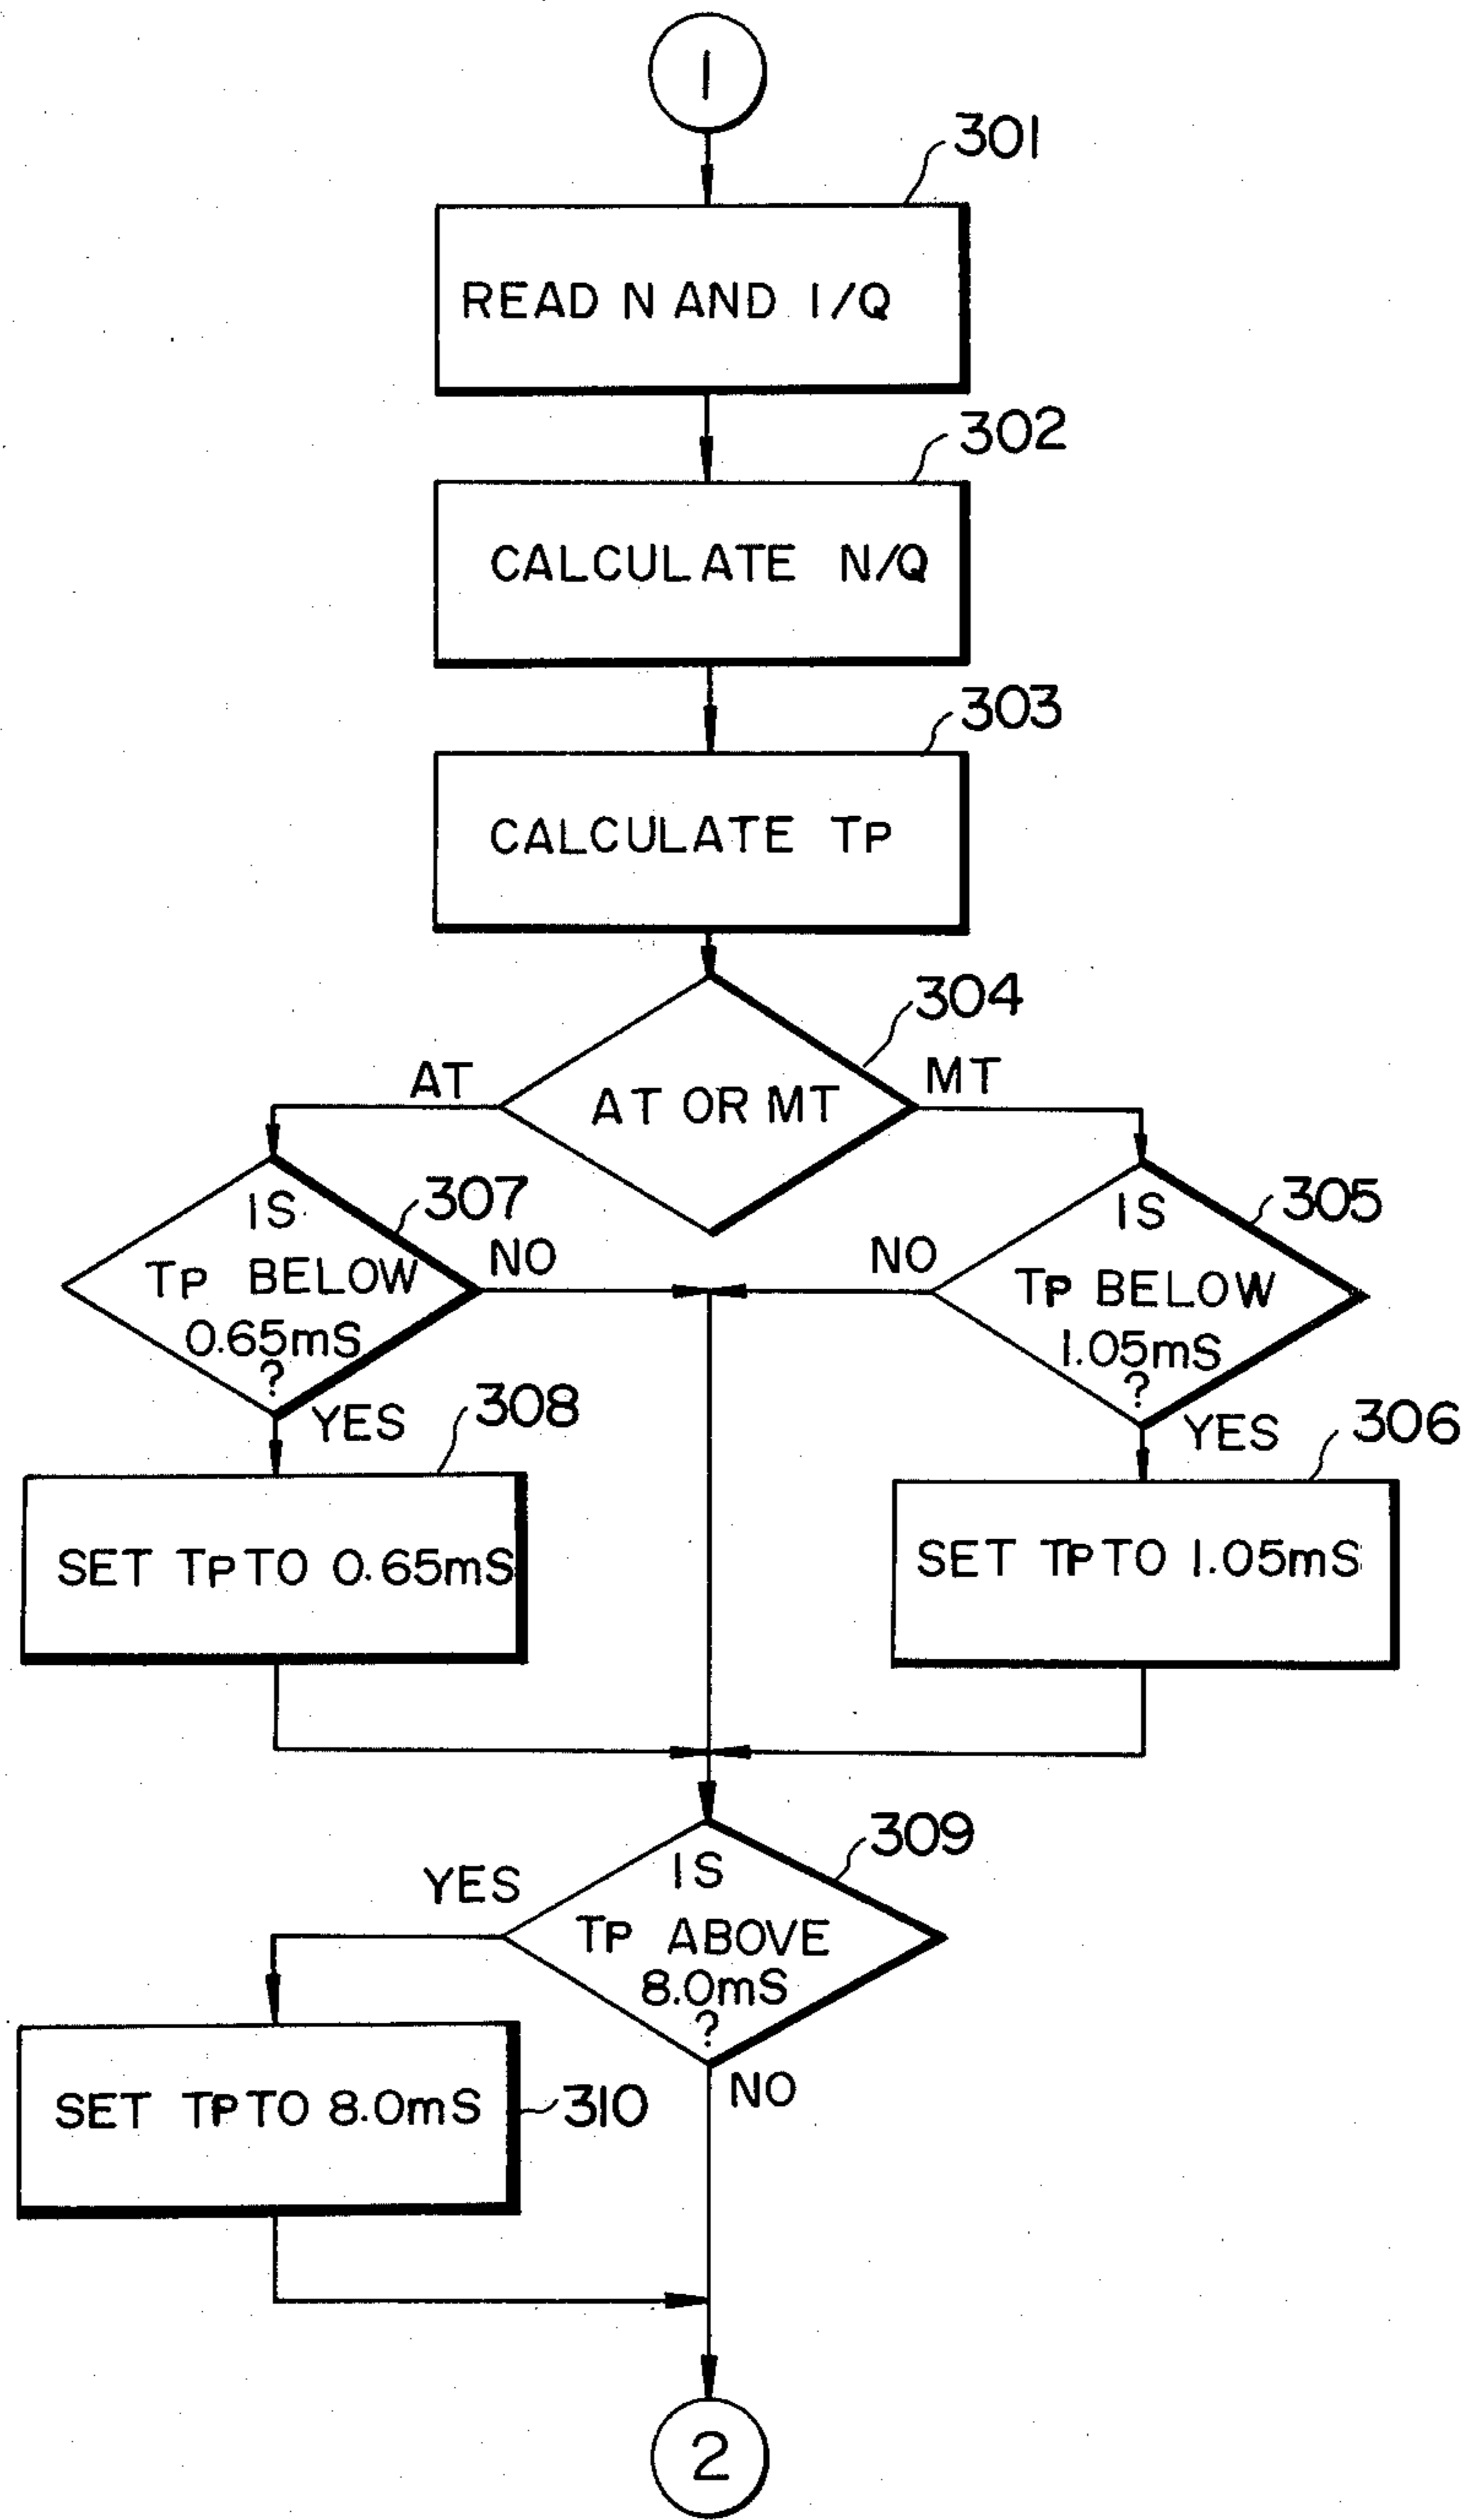 1
301
READ N AND 1/Q
302
CALCULATE N/Q
303
CALCULATE TP
304
AT
AT OR MT
MT
307
IS
TP BELOW
0.65mS
?
NO
YES
305
IS
TP BELOW
1.05mS
?
NO
YES
308
SET TP TO 0.65mS
306
SET TP TO 1.05mS
309
IS
TP ABOVE
8.0mS
?
YES
NO
SET TP TO 8.0mS
310
2